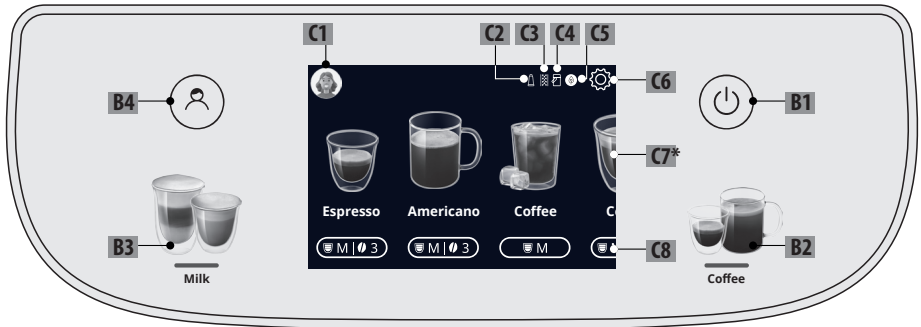 C1 C2 C3 C4 C5
C6
B4 B1
C7*
Espresso Americano Coffee C
M 3 M 3 M C8
B3 B2
Milk Coffee